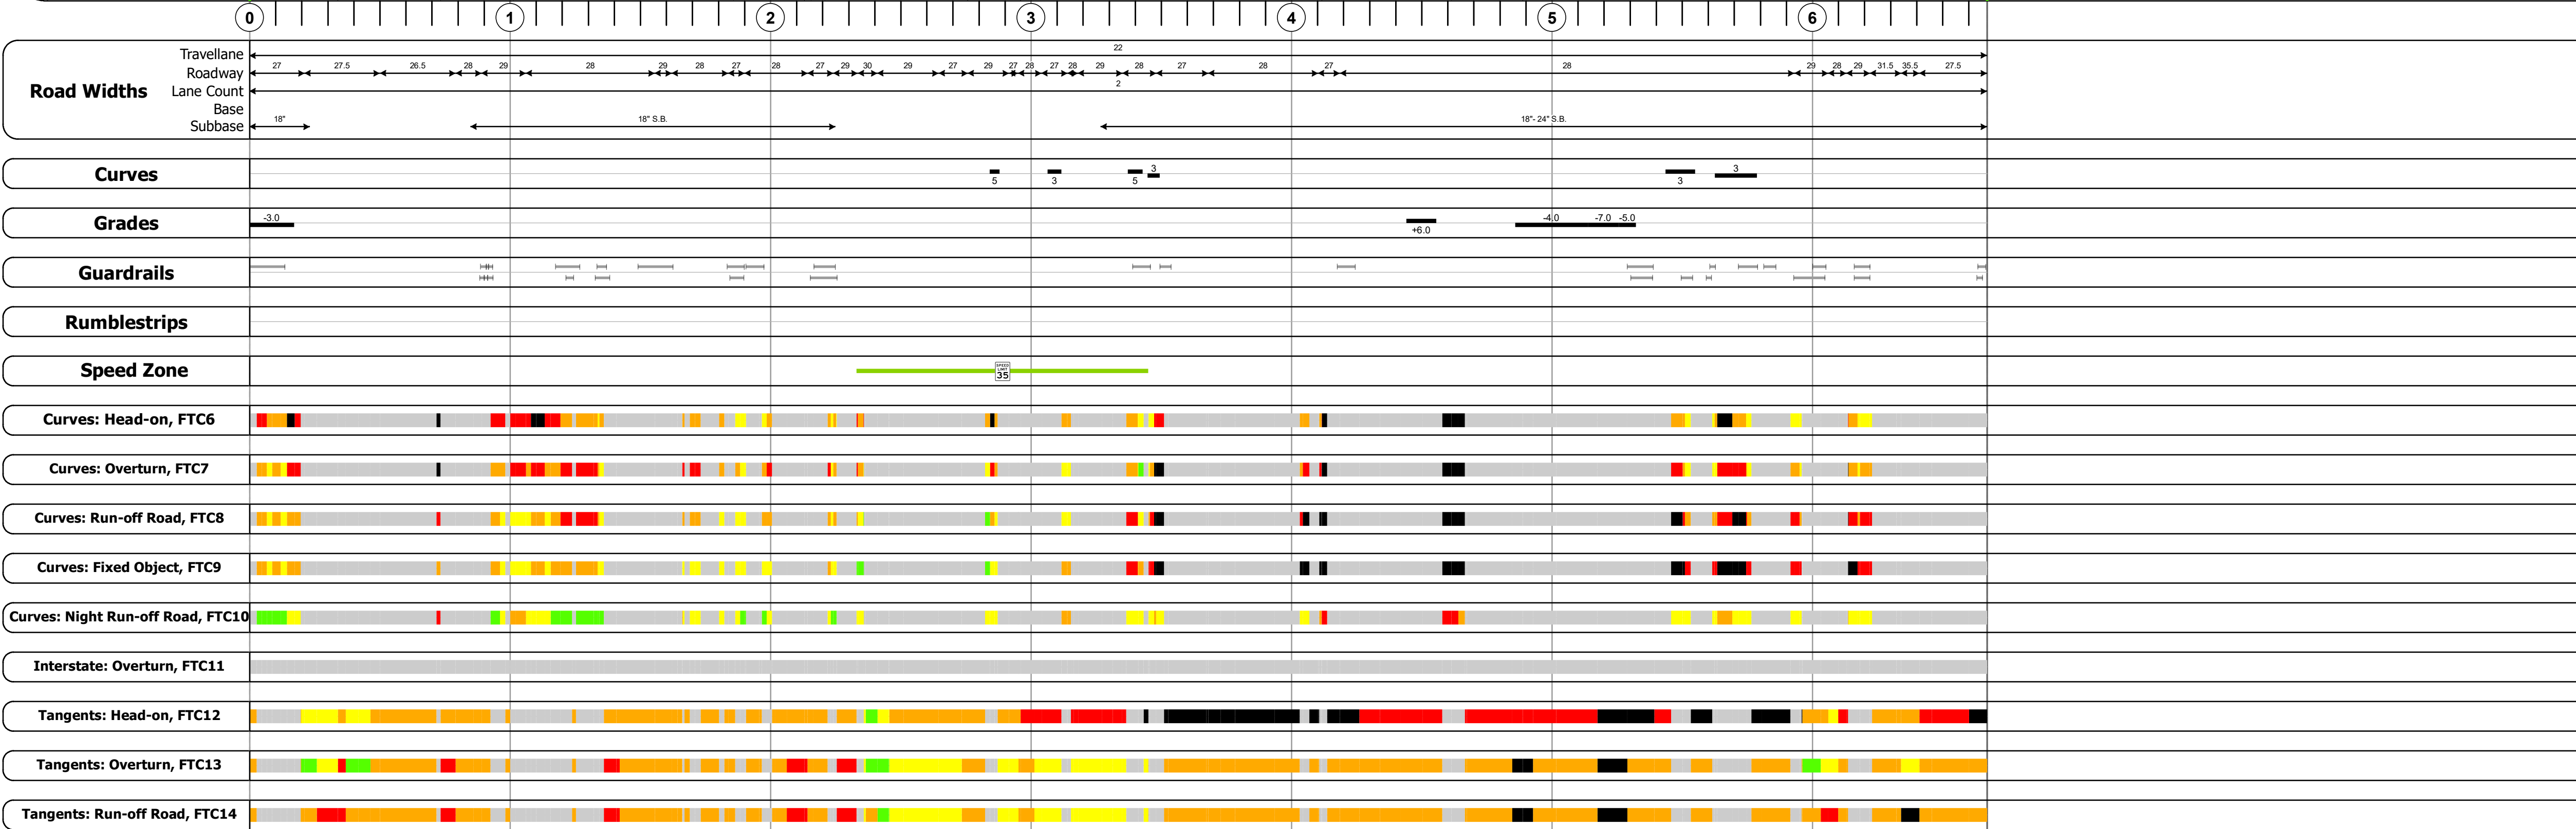 0 1 2 3 4 5 6
Road Widths
Travellane 22
Roadway 27 27.5 26.5 28 29 28 29 28 27 28 27 29 30 29 27 29 27 28 27 28 29 28 27 28 27 28 29 28 29 31.5 35.5 27.5
Lane Count 2
Base
Subbase 18" 18" S.B. 18"- 24" S.B.
Curves 5 3 5 3 3 3
Grades -3.0 +6.0 -4.0 -7.0 -5.0
Guardrails
Rumblestrips
Speed Zone
SPEED
LIMIT
35
Curves: Head-on, FTC6
Curves: Overturn, FTC7
Curves: Run-off Road, FTC8
Curves: Fixed Object, FTC9
Curves: Night Run-off Road, FTC10
Interstate: Overturn, FTC11
Tangents: Head-on, FTC12
Tangents: Overturn, FTC13
Tangents: Run-off Road, FTC14